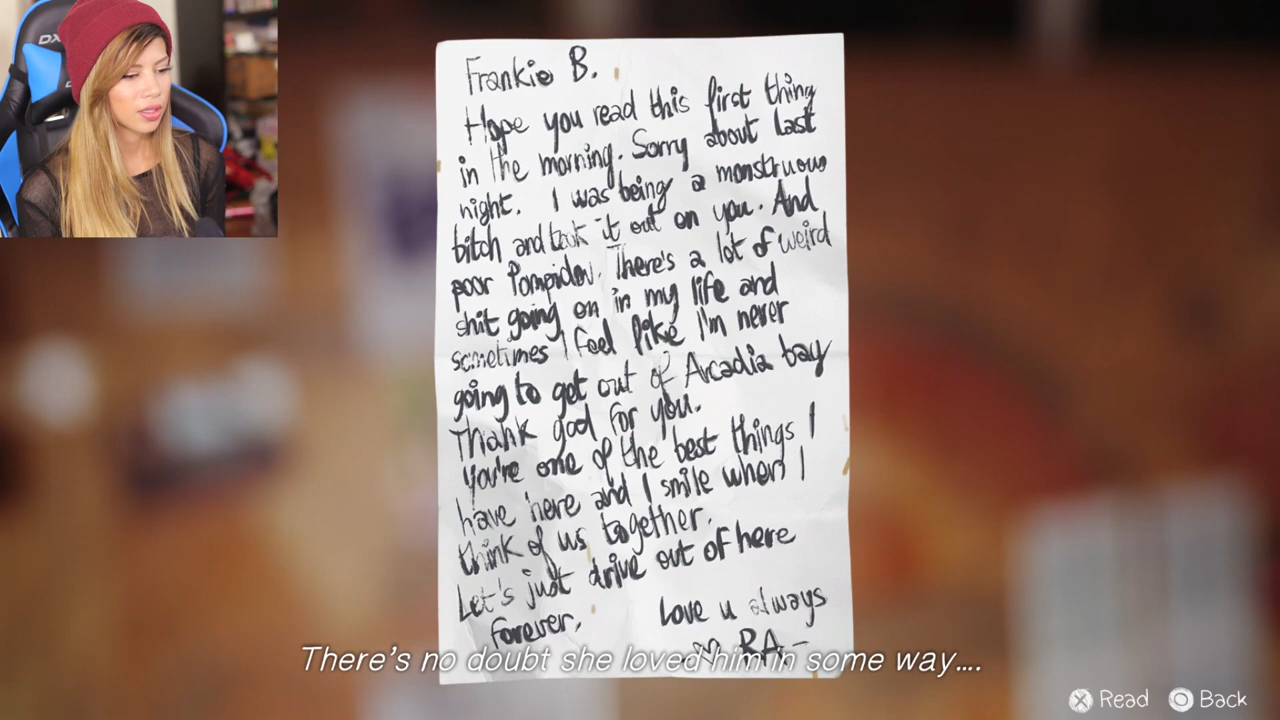 DX
Frankie B.
Hope you read this first thing
in the morning. Sorry about last
night. I was being a monstruous
bitch and took it out on you. And
poor Pompidou. There's a lot of weird
shit going on in my life and
sometimes I feel like I'm never
going to get out of Arcadia bay
Thank god for you.
You're one of the best things I
have here and I smile when I
think of us together.
Let's just drive out of here
forever.
Love u always
♡ RA-
There's no doubt she loved him in some way....
Read
Back